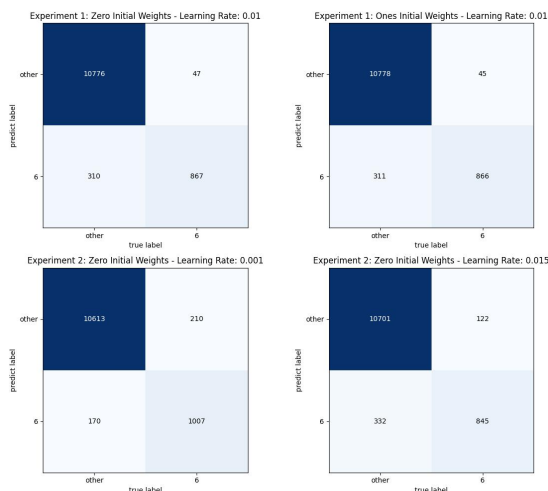 Experiment 1: Zero Initial Weights - Learning Rate: 0.01
other
10776
47
predict label
6
310
867
other
6
true label
Experiment 1: Ones Initial Weights - Learning Rate: 0.01
other
10778
45
predict label
6
311
866
other
6
true label
Experiment 2: Zero Initial Weights - Learning Rate: 0.001
other
10613
210
predict label
6
170
1007
other
6
true label
Experiment 2: Zero Initial Weights - Learning Rate: 0.015
other
10701
122
predict label
6
332
845
other
6
true label